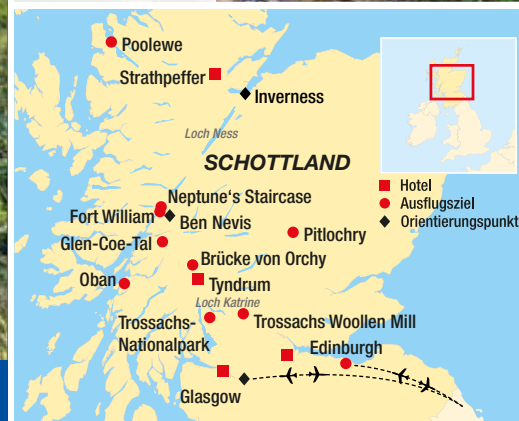 Poolewe
Strathpeffer
Inverness
Loch Ness
SCHOTTLAND
Hotel
Ausflugsziel
Orientierungspunkt
Neptune's Staircase
Fort William
Ben Nevis
Glen-Coe-Tal
Pitlochry
Brücke von Orchy
Oban
Tyndrum
Loch Katrine
Trossachs-
Nationalpark
Trossachs Woollen Mill
Edinburgh
Glasgow